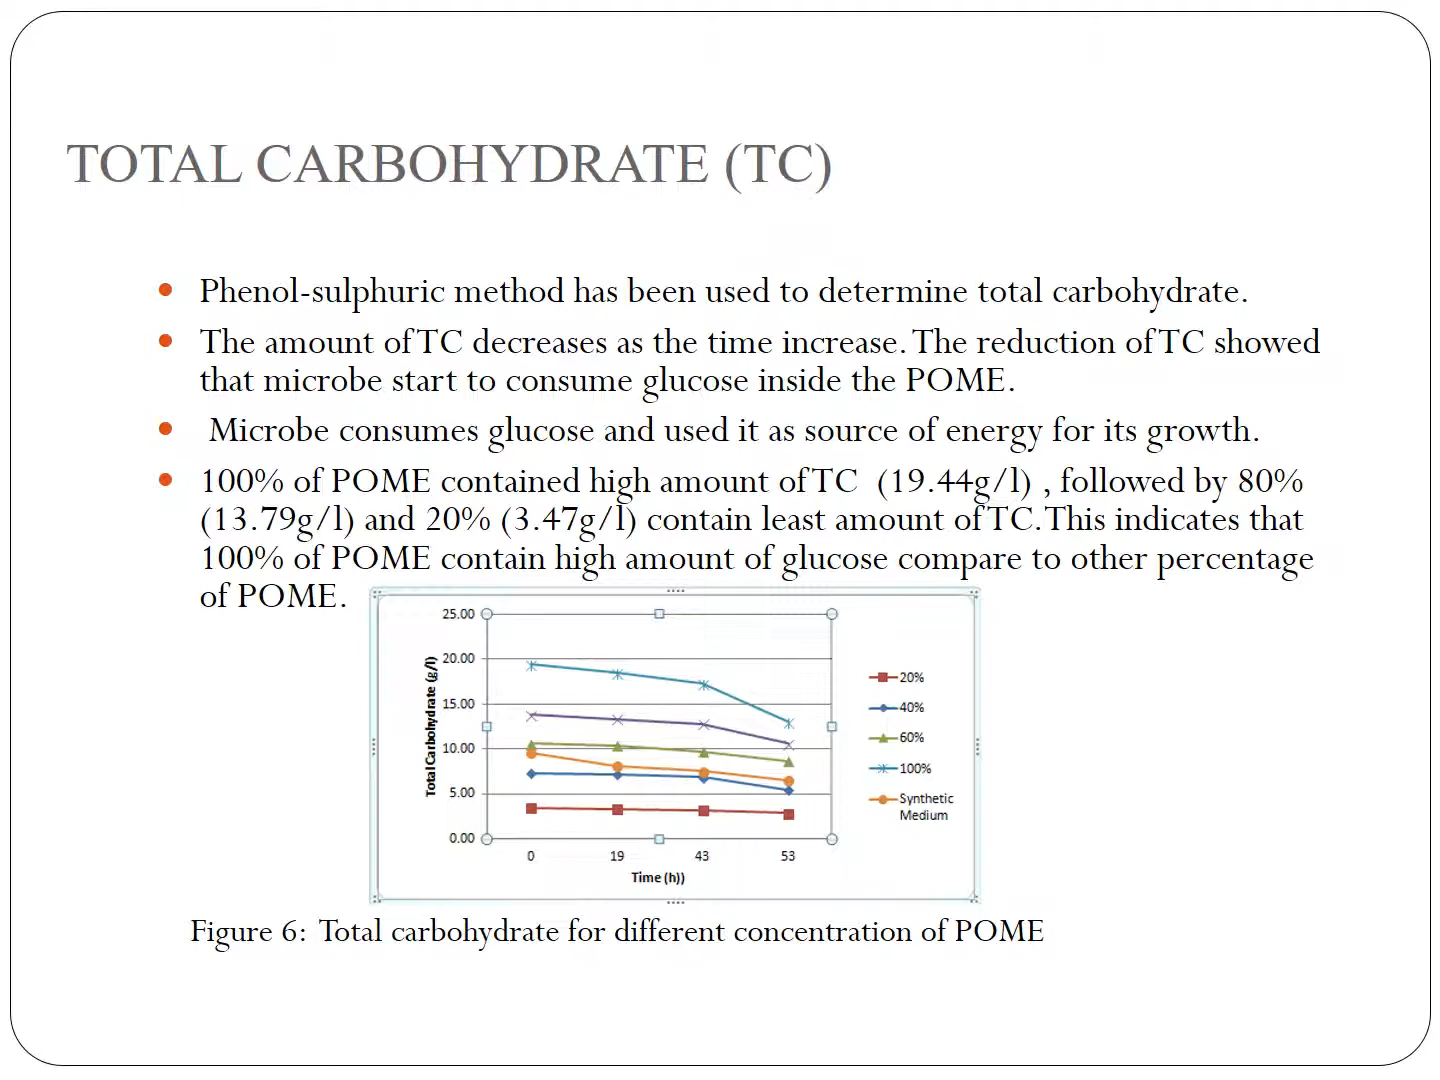 TOTAL CARBOHYDRATE (TC)
Phenol-sulphuric method has been used to determine total carbohydrate.
The amount of TC decreases as the time increase. The reduction of TC showed
that microbe start to consume glucose inside the POME.
Microbe consumes glucose and used it as source of energy for its growth.
100% of POME contained high amount of TC (19.44g/l) , followed by 80%
(13.79g/l) and 20% (3.47g/l) contain least amount of TC. This indicates that
100% of POME contain high amount of glucose compare to other percentage
of POME.
25.00
20.00
15.00
10.00
5.00
0.00
Total Carbohydrate (g/l)
0 19 43 53
Time (h))
20%
40%
60%
100%
Synthetic
Medium
Figure 6: Total carbohydrate for different concentration of POME